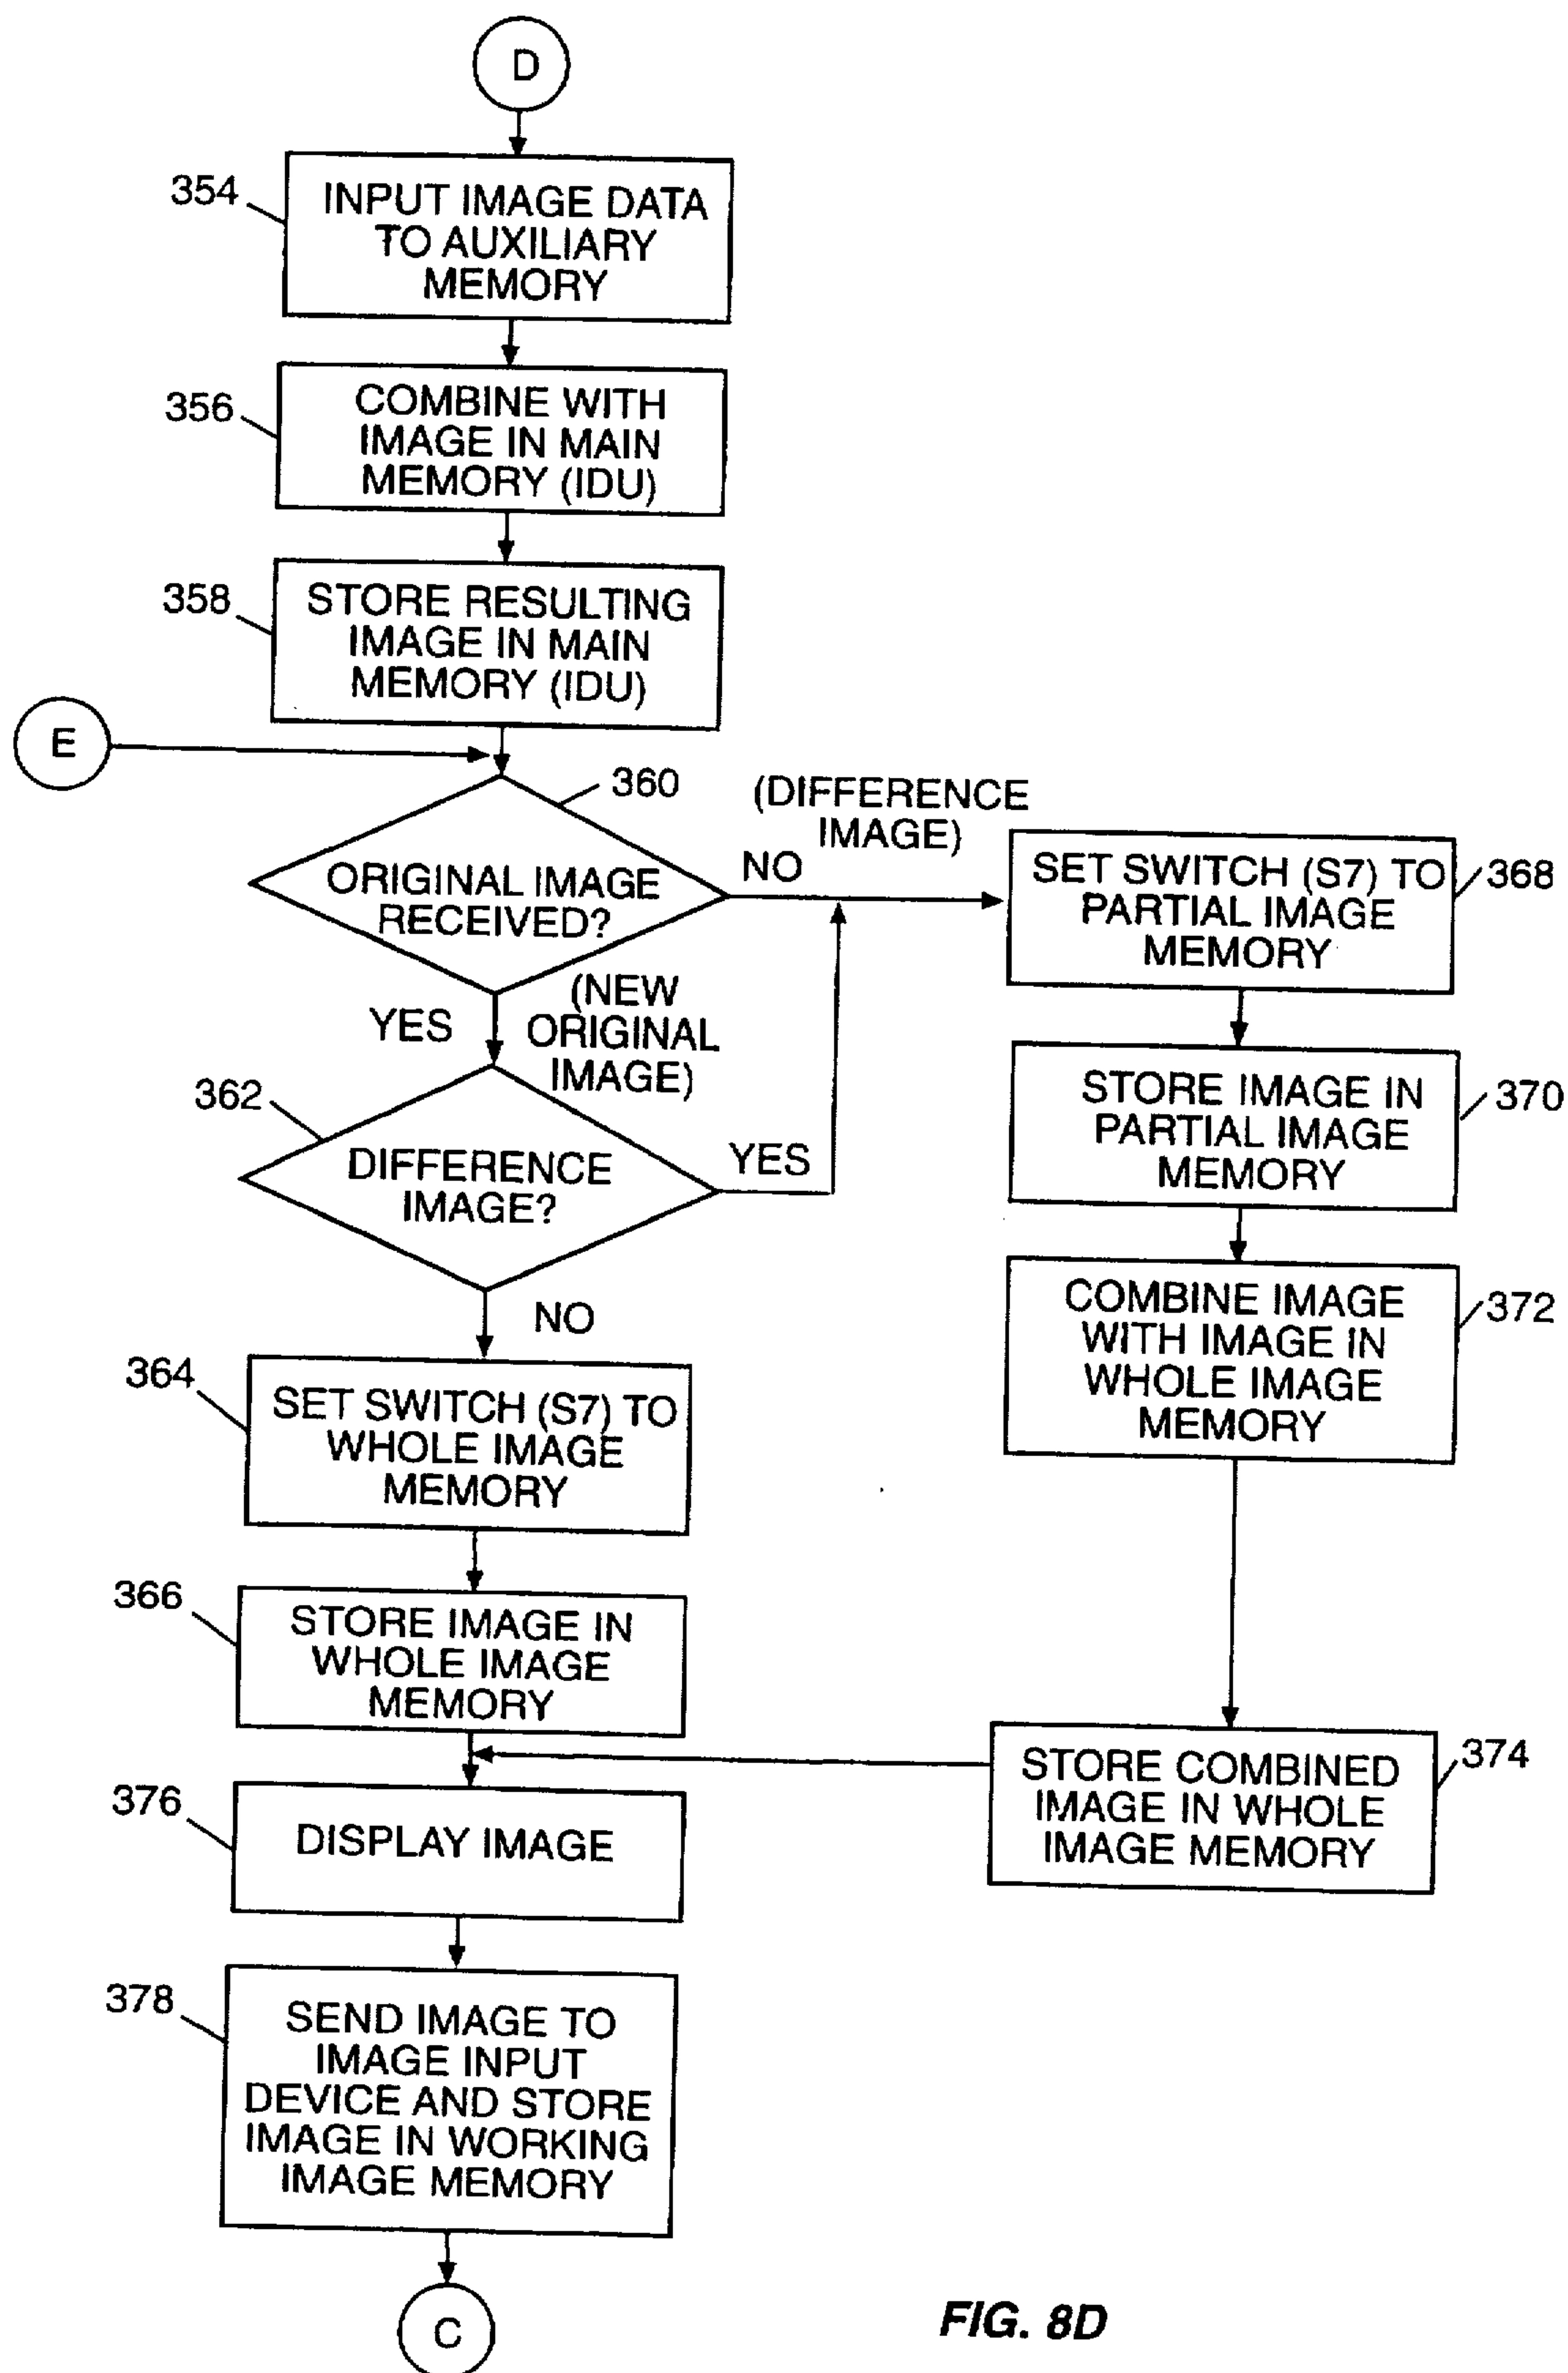 D
354
INPUT IMAGE DATA
TO AUXILIARY
MEMORY
356
COMBINE WITH
IMAGE IN MAIN
MEMORY (IDU)
358
STORE RESULTING
IMAGE IN MAIN
MEMORY (IDU)
E
360
ORIGINAL IMAGE
RECEIVED?
NO
(DIFFERENCE
IMAGE)
YES
(NEW
ORIGINAL
IMAGE)
362
DIFFERENCE
IMAGE?
YES
NO
364
SET SWITCH (S7) TO
WHOLE IMAGE
MEMORY
366
STORE IMAGE IN
WHOLE IMAGE
MEMORY
368
SET SWITCH (S7) TO
PARTIAL IMAGE
MEMORY
370
STORE IMAGE IN
PARTIAL IMAGE
MEMORY
372
COMBINE IMAGE
WITH IMAGE IN
WHOLE IMAGE
MEMORY
374
STORE COMBINED
IMAGE IN WHOLE
IMAGE MEMORY
376
DISPLAY IMAGE
378
SEND IMAGE TO
IMAGE INPUT
DEVICE AND STORE
IMAGE IN WORKING
IMAGE MEMORY
C
FIG. 8D